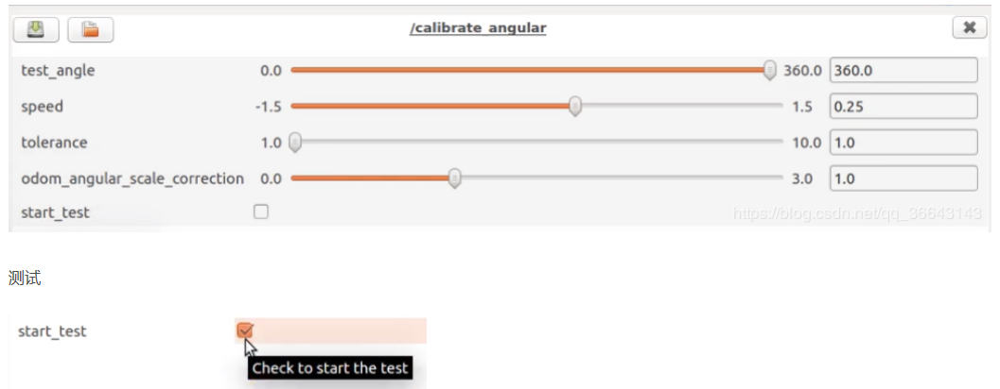 /calibrate_angular
test_angle 0.0 360.0 360.0
speed -1.5 1.5 0.25
tolerance 1.0 10.0 1.0
odom_angular_scale_correction 0.0 3.0 1.0
start_test
https://blog.csdn.net/qq_36643143
测试
start_test
Check to start the test